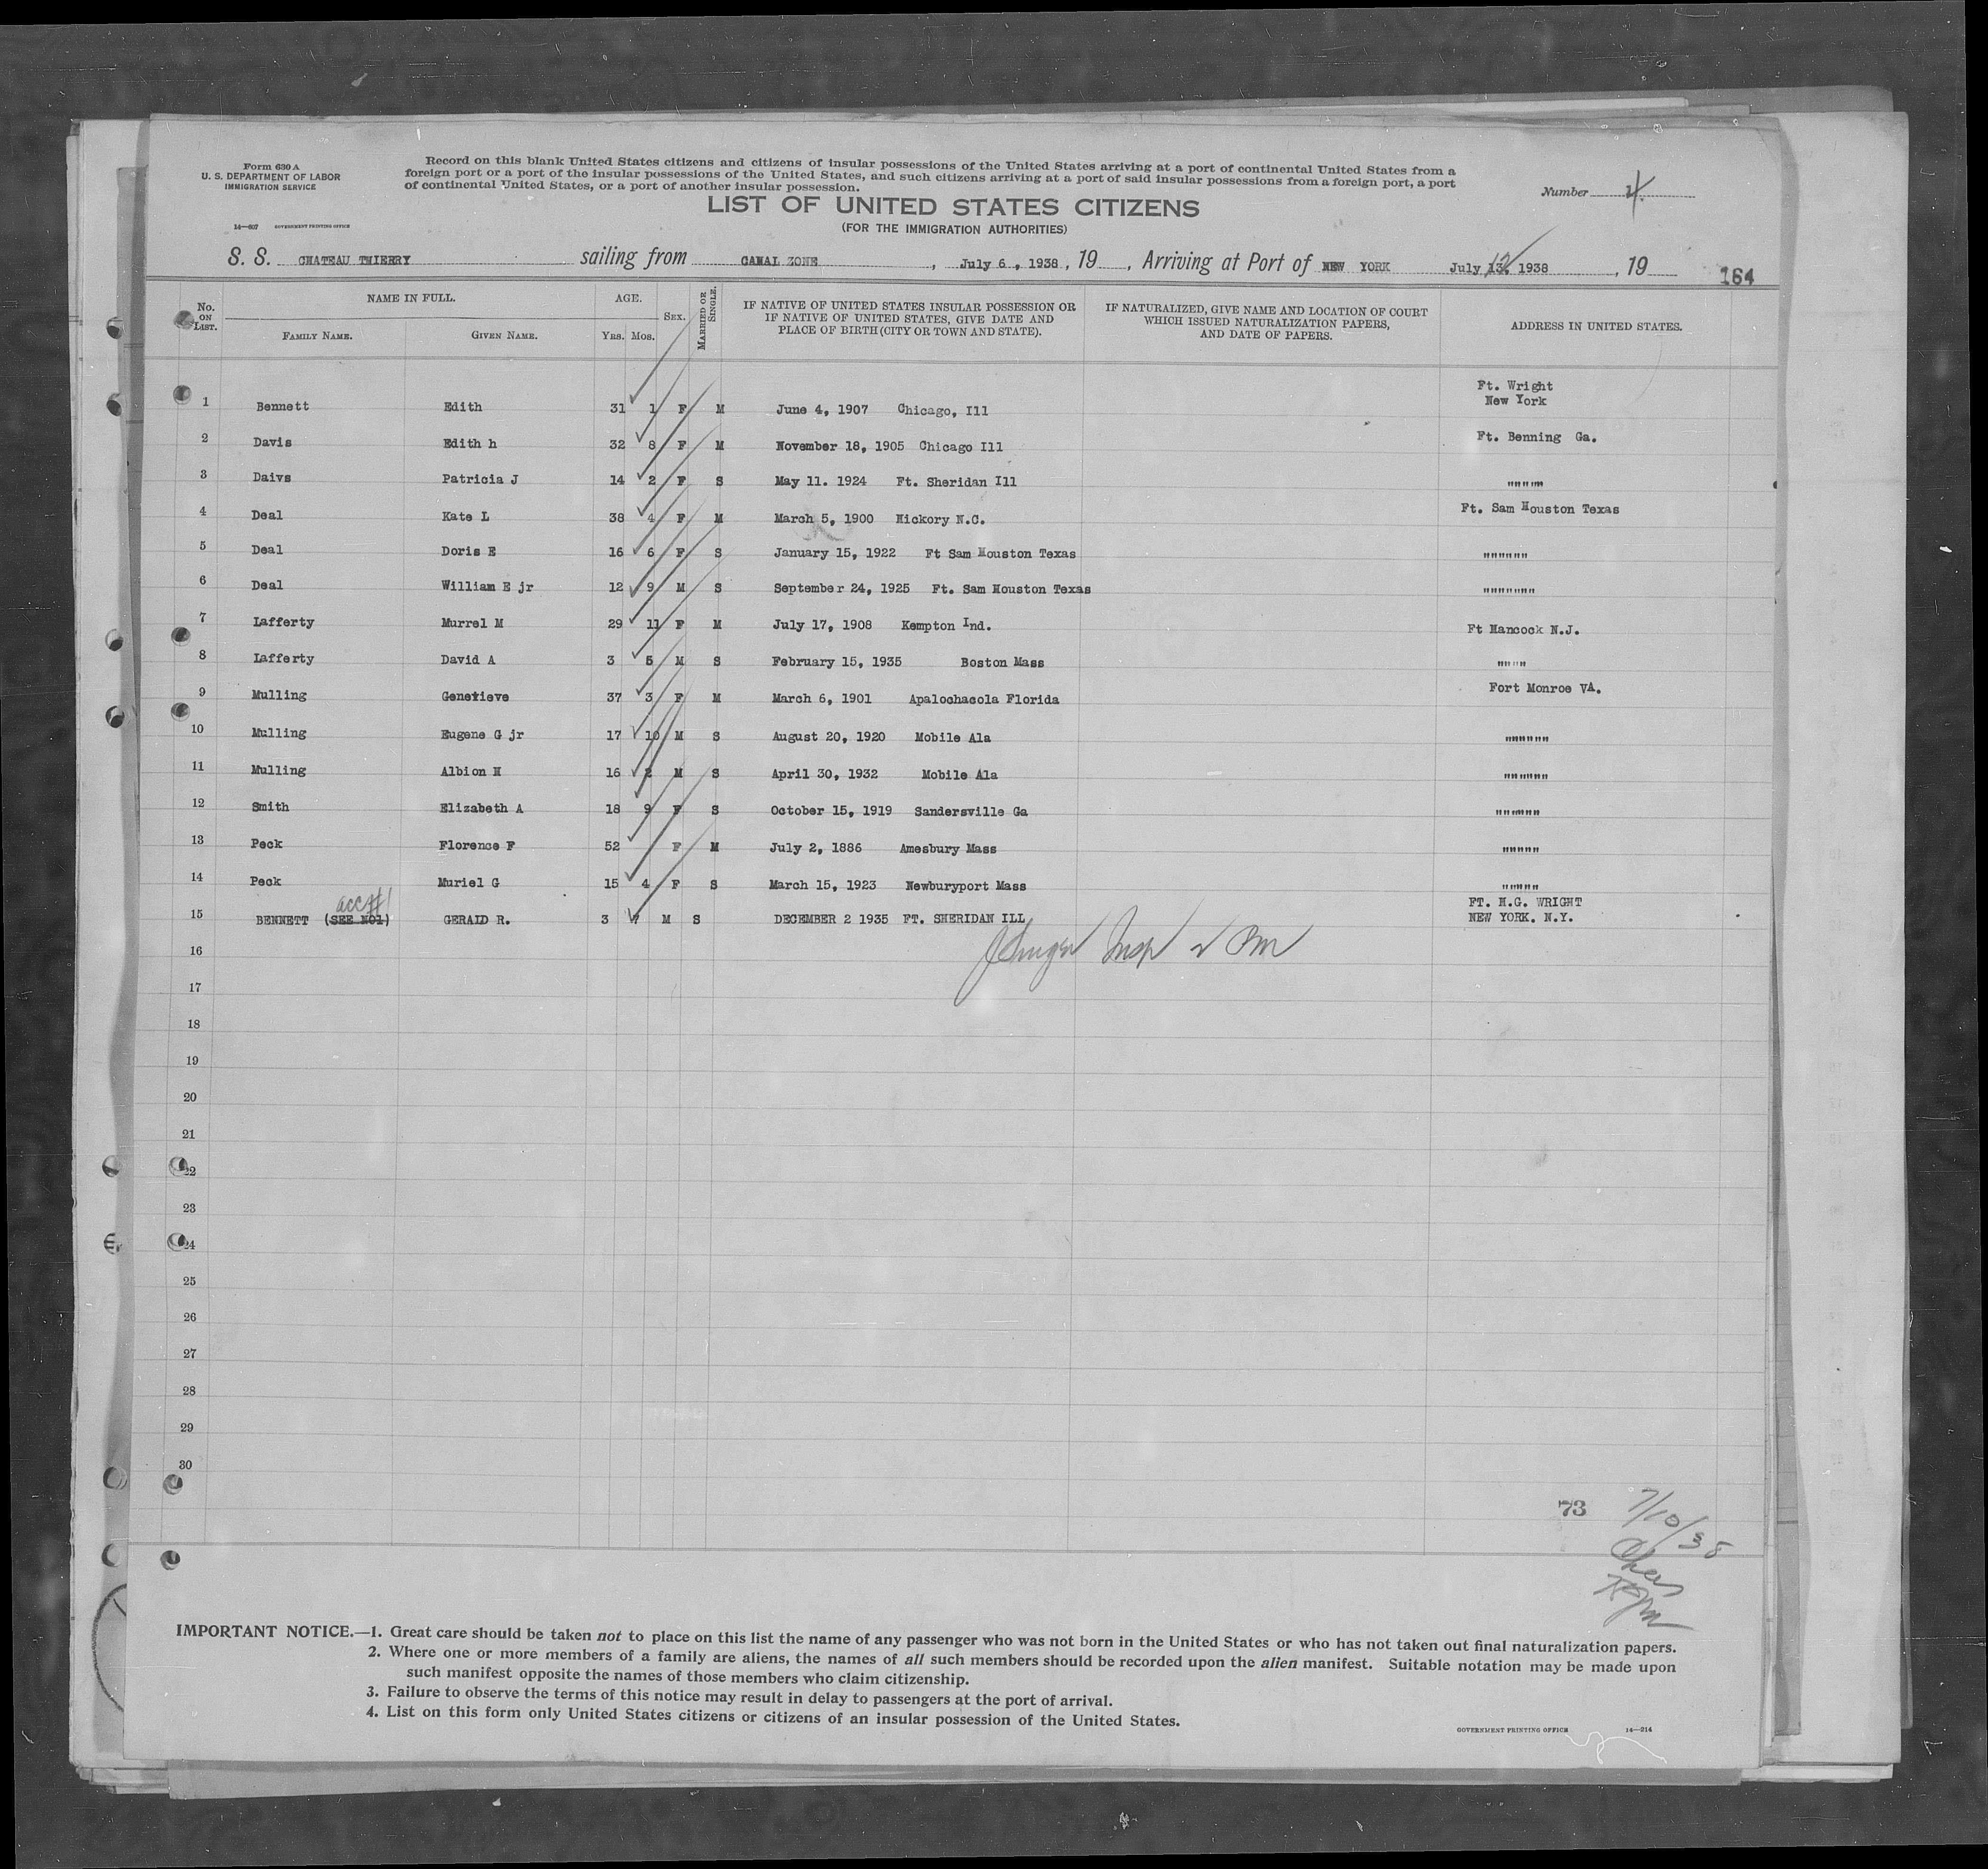 Form 630 A
U. S. DEPARTMENT OF LABOR
IMMIGRATION SERVICE
Record on this blank United States citizens and citizens of insular possessions of the United States arriving at a port of continental United States from a
foreign port or a port of the insular possessions of the United States, and such citizens arriving at a port of said insular possessions from a foreign port, a port
of continental United States, or a port of another insular possession.
Number 4
LIST OF UNITED STATES CITIZENS
(FOR THE IMMIGRATION AUTHORITIES)
14—607 GOVERNMENT PRINTING OFFICE
S. S. CHATEAU THIERRY sailing from CANAL ZONE, July 6, 1938, 19, Arriving at Port of NEW YORK July 13, 1938, 19
12
164
No. ON LIST. NAME IN FULL. AGE. SEX. MARRIED OR SINGLE. IF NATIVE OF UNITED STATES INSULAR POSSESSION OR IF NATIVE OF UNITED STATES, GIVE DATE AND PLACE OF BIRTH (CITY OR TOWN AND STATE). IF NATURALIZED, GIVE NAME AND LOCATION OF COURT WHICH ISSUED NATURALIZATION PAPERS, AND DATE OF PAPERS. ADDRESS IN UNITED STATES.
FAMILY NAME. GIVEN NAME. YRS. MOS.
1 Bennett Edith 31 1 F M June 4, 1907 Chicago, Ill Ft. Wright New York
2 Davis Edith h 32 8 F M November 18, 1905 Chicago Ill Ft. Benning Ga.
3 Daivs Patricia J 14 2 F S May 11. 1924 Ft. Sheridan Ill """""
4 Deal Kate L 38 4 F M March 5, 1900 Hickory N.C. Ft. Sam Houston Texas
5 Deal Doris E 16 6 F S January 15, 1922 Ft Sam Houston Texas """"""
6 Deal William E jr 12 9 M S September 24, 1925 Ft. Sam Houston Texas """""""
7 Lafferty Murrel M 29 11 F M July 17, 1908 Kempton Ind. Ft Hancock N.J.
8 Lafferty David A 3 5 M S February 15, 1935 Boston Mass """"
9 Mulling Genevieve 37 3 F M March 6, 1901 Apalochacola Florida Fort Monroe VA.
10 Mulling Eugene G jr 17 10 M S August 20, 1920 Mobile Ala """"""
11 Mulling Albion H 16 2 M S April 30, 1932 Mobile Ala """"""
12 Smith Elizabeth A 18 9 F S October 15, 1919 Sandersville Ga """"""
13 Peck Florence F 52 F M July 2, 1886 Amesbury Mass """""
14 Peck Muriel G 15 4 F S March 15, 1923 Newburyport Mass """""
acc #1
15 BENNETT (SEE NO1) GERALD R. 3 7 M S DECEMBER 2 1935 FT. SHERIDAN ILL FT. H.G. WRIGHT NEW YORK. N.Y.
16
17
18
19
20
21
22
23
24
25
26
27
28
29
30
73
7/10/38
IMPORTANT NOTICE.—1. Great care should be taken not to place on this list the name of any passenger who was not born in the United States or who has not taken out final naturalization papers.
2. Where one or more members of a family are aliens, the names of all such members should be recorded upon the alien manifest. Suitable notation may be made upon
such manifest opposite the names of those members who claim citizenship.
3. Failure to observe the terms of this notice may result in delay to passengers at the port of arrival.
4. List on this form only United States citizens or citizens of an insular possession of the United States.
GOVERNMENT PRINTING OFFICE 14—214